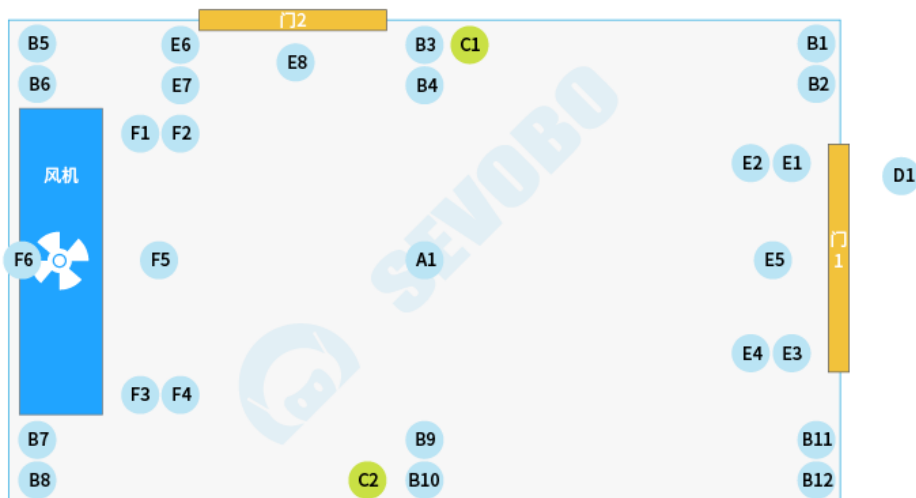 门2
B5 E6 B3 C1 B1
E8
B6 E7 B4 B2
F1 F2
E2 E1
风机
D1
SEVOBO
门
1
F6 F5 A1 E5
E4 E3
F3 F4
B7 B9 B11
B8 C2 B10 B12